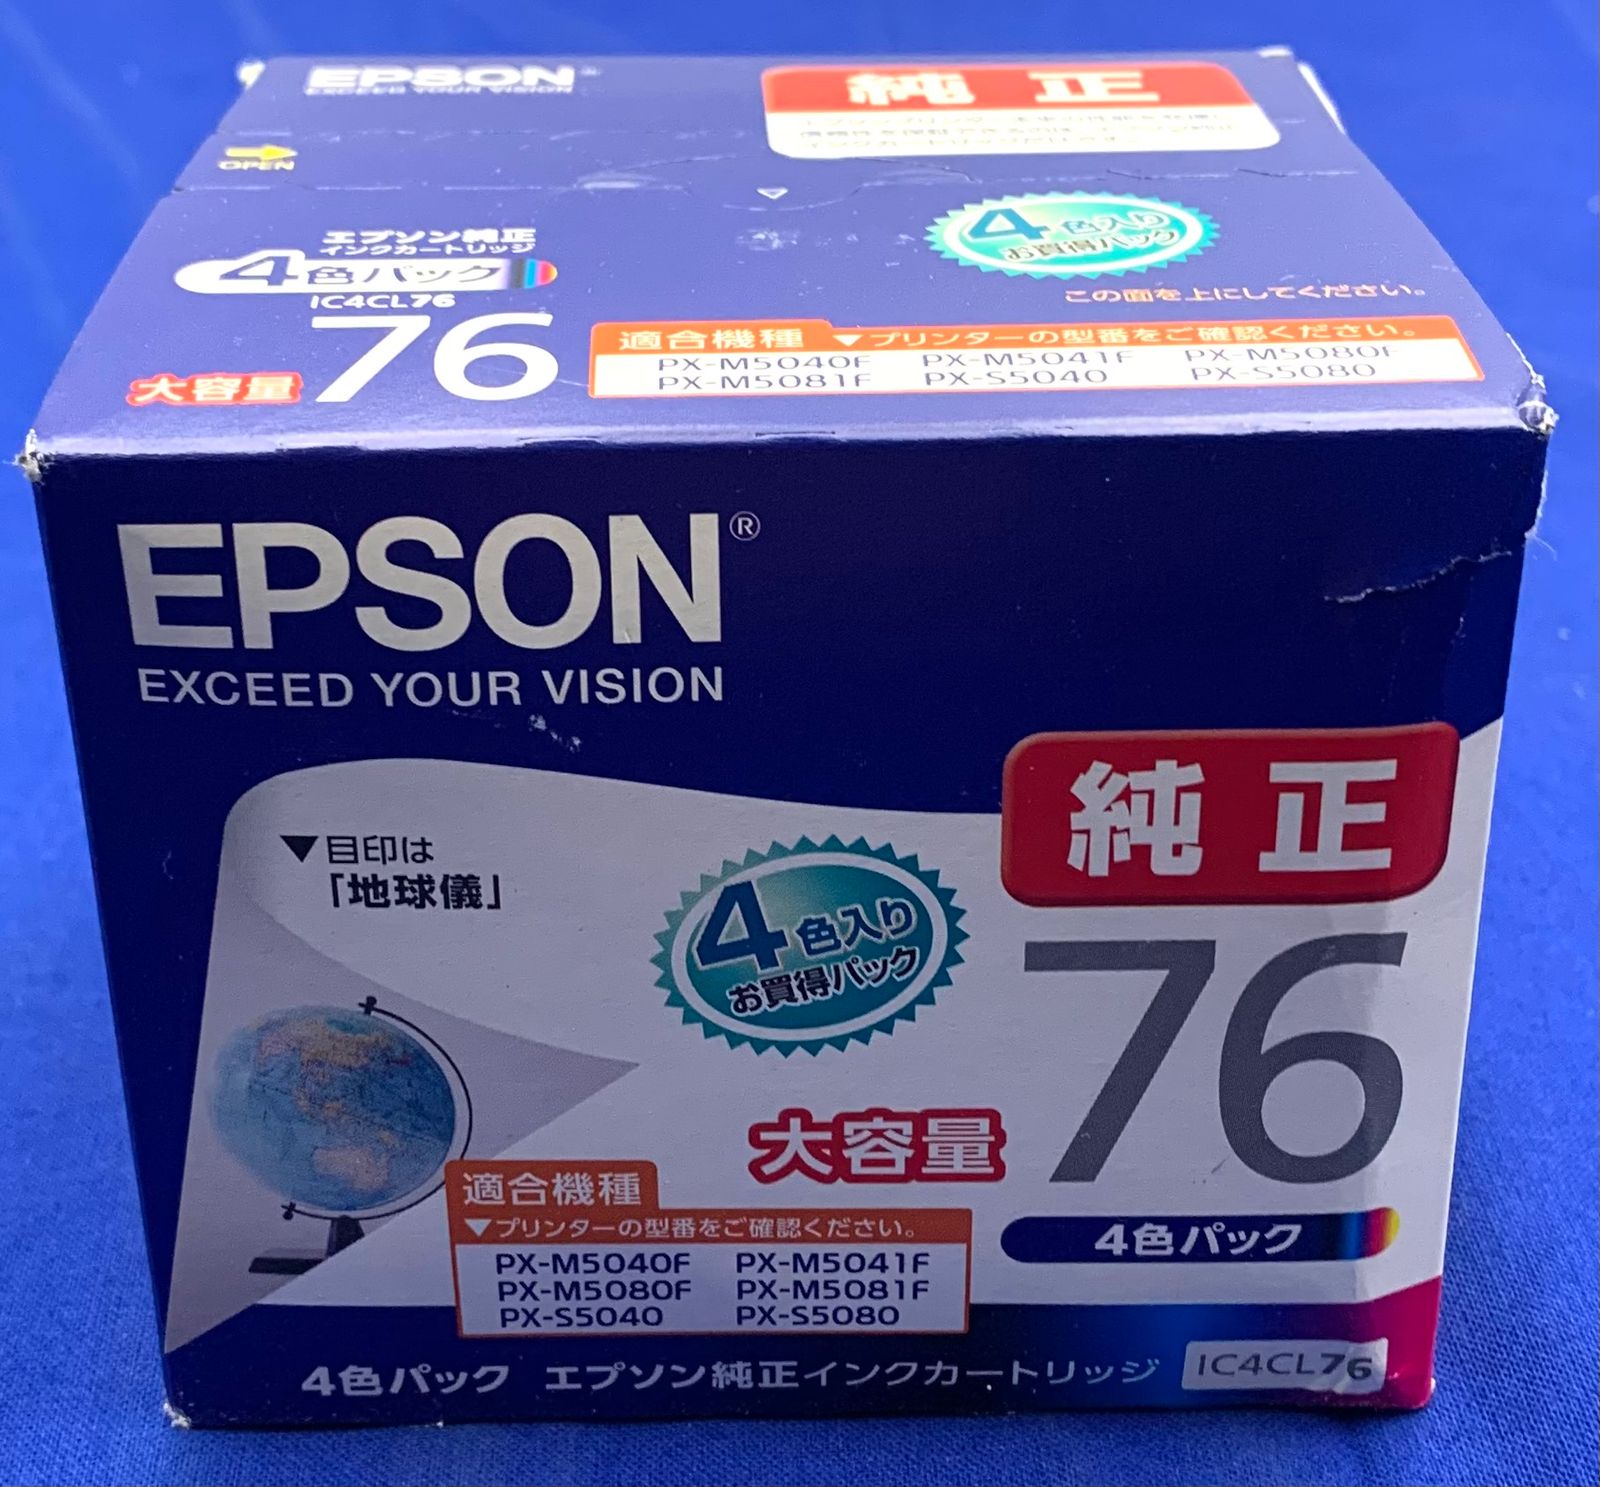 EPSON
EXCEED YOUR VISION
純正
OPEN
エプソン純正
インクカートリッジ
4色パック
IC4CL76
大容量
76
4色入り
お買得パック
この面を上にしてください。
適合機種
▼プリンターの型番をご確認ください。
PX-M5040F PX-M5041F PX-M5080F
PX-M5081F PX-S5040 PX-S5080
EPSON®
EXCEED YOUR VISION
純正
▼目印は
「地球儀」
4色入り
お買得パック
76
大容量
4色パック
適合機種
▼プリンターの型番をご確認ください。
PX-M5040F PX-M5041F
PX-M5080F PX-M5081F
PX-S5040 PX-S5080
4色パック エプソン純正インクカートリッジ IC4CL76